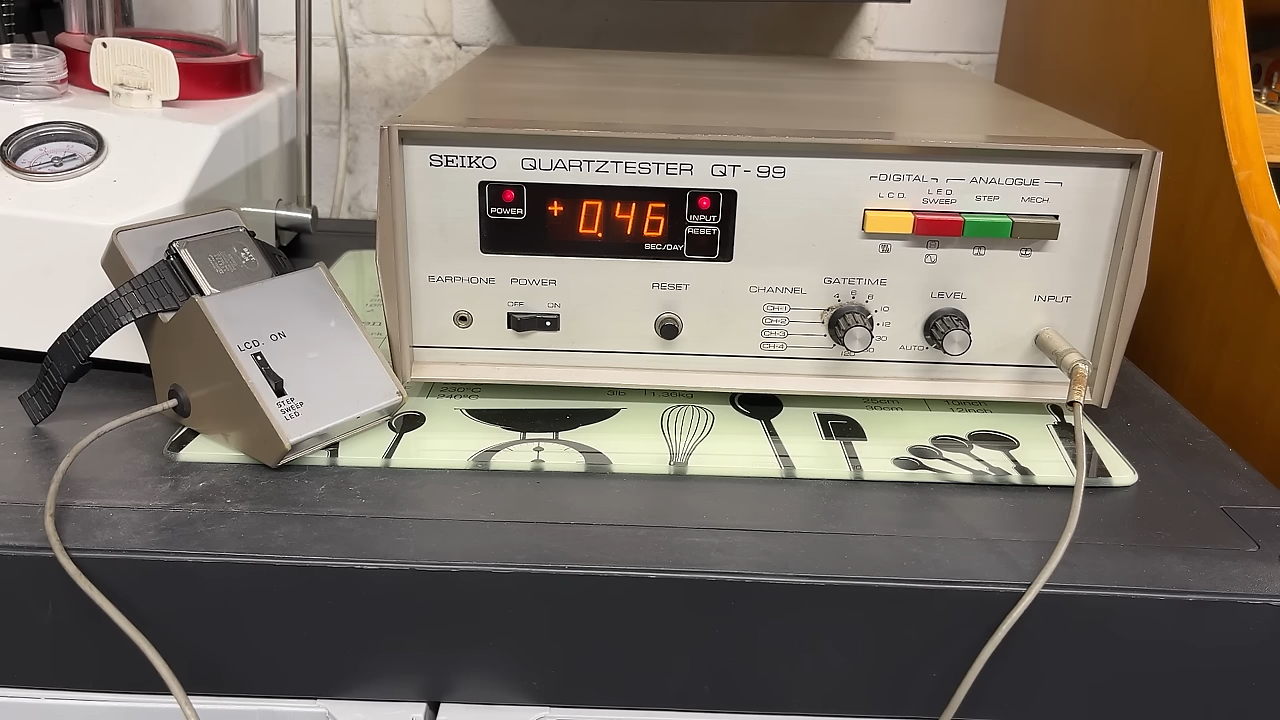 SEIKO QUARTZTESTER QT-99
DIGITAL ANALOGUE
L.C.D. L.E.D. SWEEP STEP MECH
POWER
+0.46
INPUT
RESET
SEC/DAY
EARPHONE POWER RESET
OFF ON
CHANNEL GATETIME
CH-1
CH-2
CH-3
CH-4
4 6 8 10 12 30 60 120
LEVEL
AUTO
INPUT
LCD. ON
STEP
SWEEP
LED
230°C
240°C
3lb 1.36kg
25cm 10inch
30cm 12inch